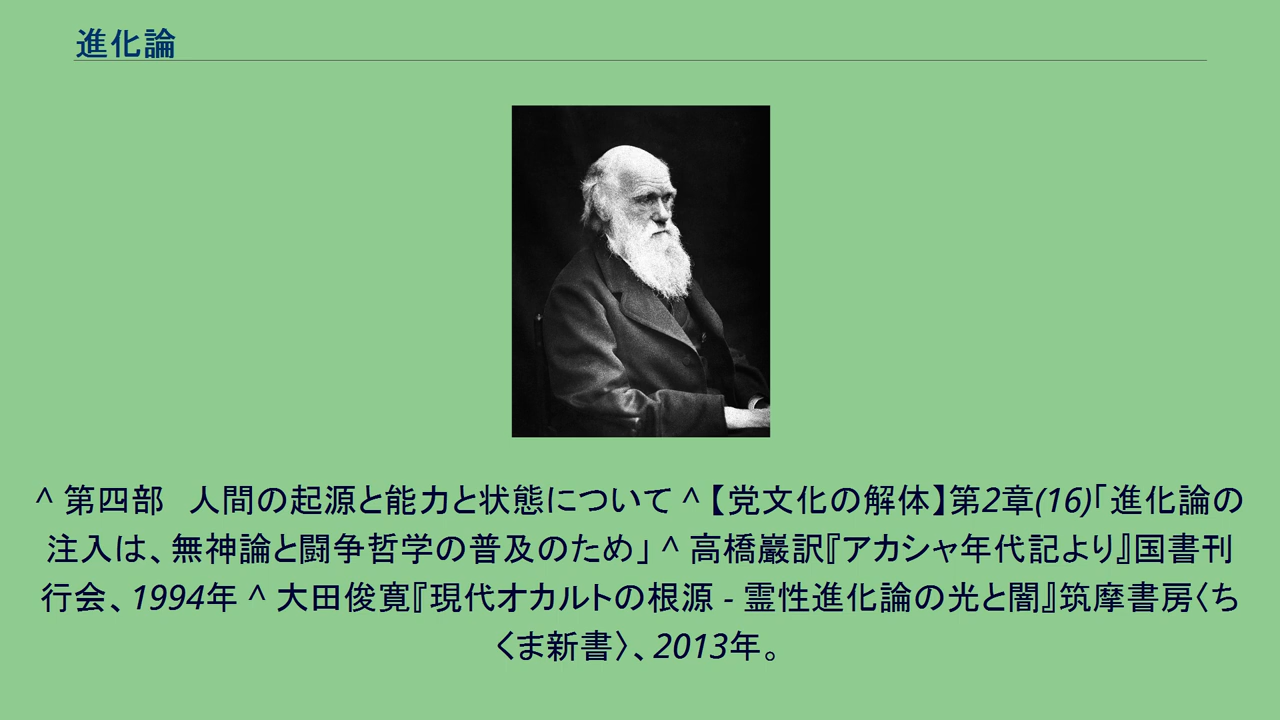 進化論
^ 第四部　人間の起源と能力と状態について ^【党文化の解体】第2章(16)「進化論の
注入は、無神論と闘争哲学の普及のため」 ^ 高橋巖訳『アカシャ年代記より』国書刊
行会、1994年 ^ 大田俊寛『現代オカルトの根源 - 霊性進化論の光と闇』筑摩書房〈ち
くま新書〉、2013年。